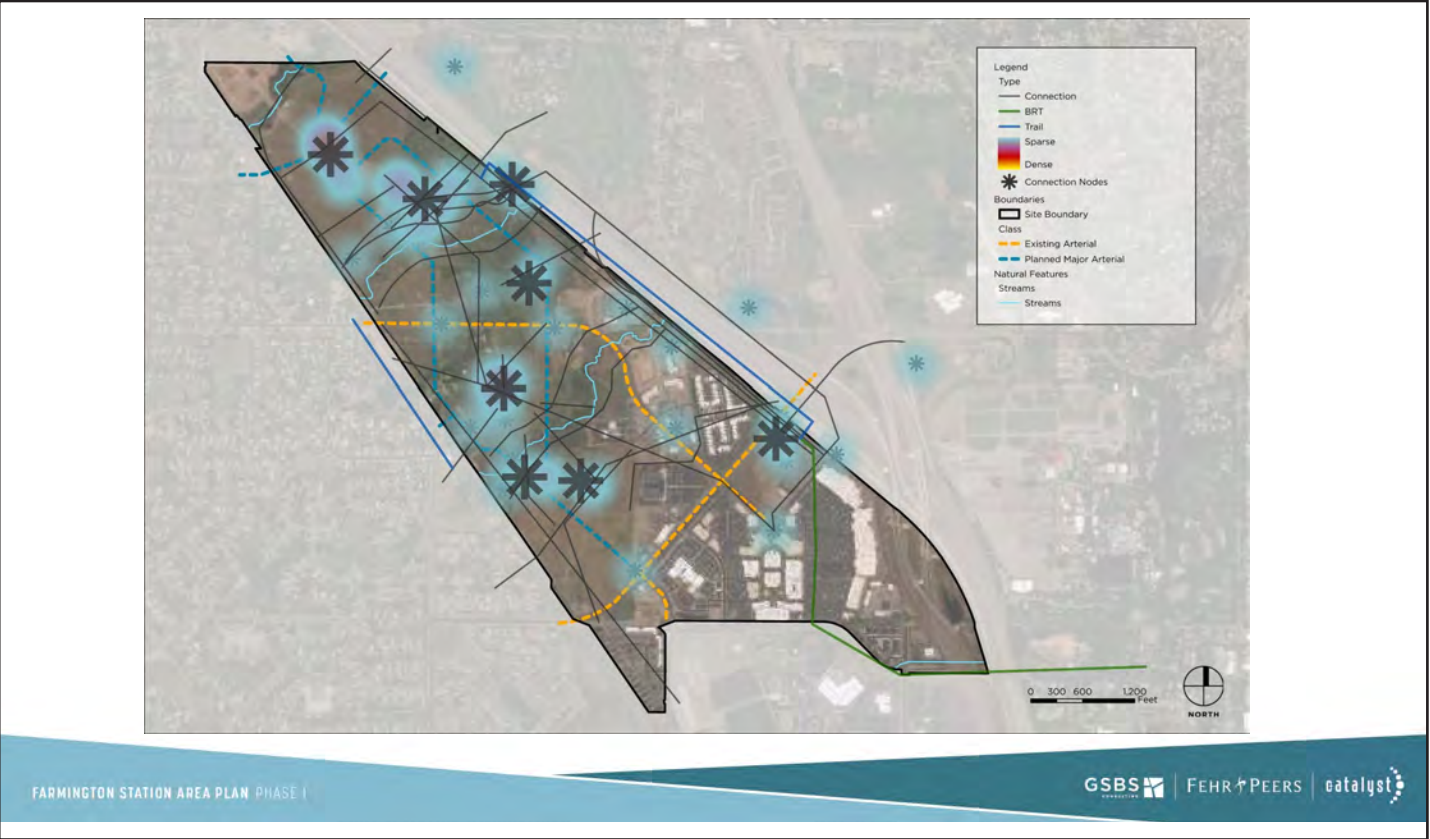 Legend
Type
Connection
BRT
Trail
Sparse
Dense
Connection Nodes
Boundaries
Site Boundary
Class
Existing Arterial
Planned Major Arterial
Natural Features
Streams
Streams
0 300 600 1,200
Feet
NORTH
FARMINGTON STATION AREA PLAN PHASE I
GSBS
CONSULTING
FEHR PEERS
catalyst